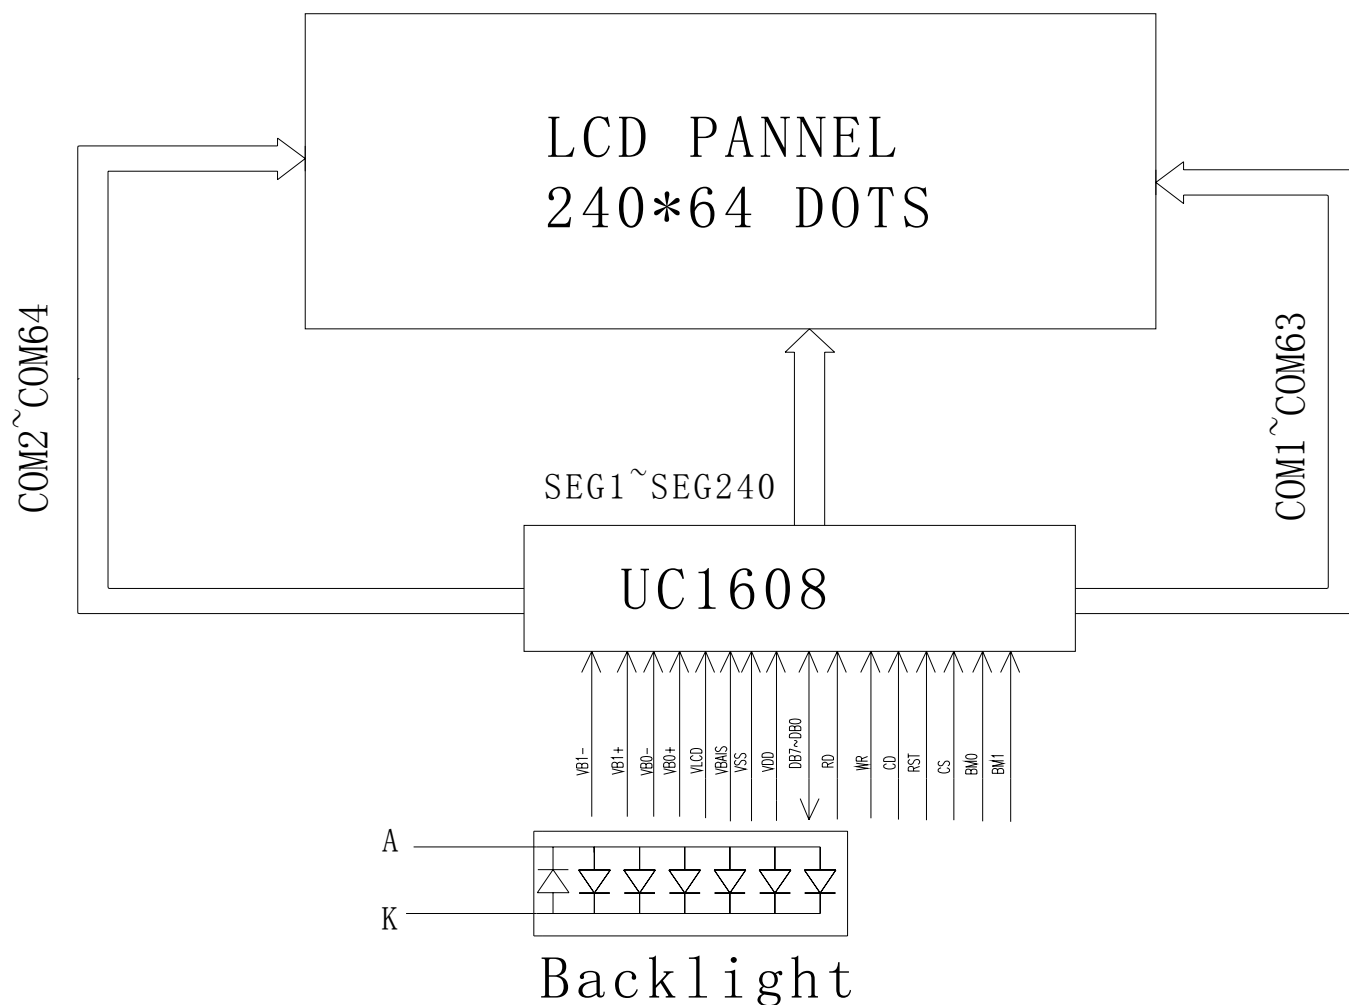 LCD PANNEL
240*64 DOTS
COM2~COM64
COM1~COM63
SEG1~SEG240
UC1608
VB1-
VB1+
VB0-
VB0+
VLCD
VBAIS
VSS
VDD
DB7~DB0
RD
WR
CD
RST
CS
BM0
BM1
A
K
Backlight